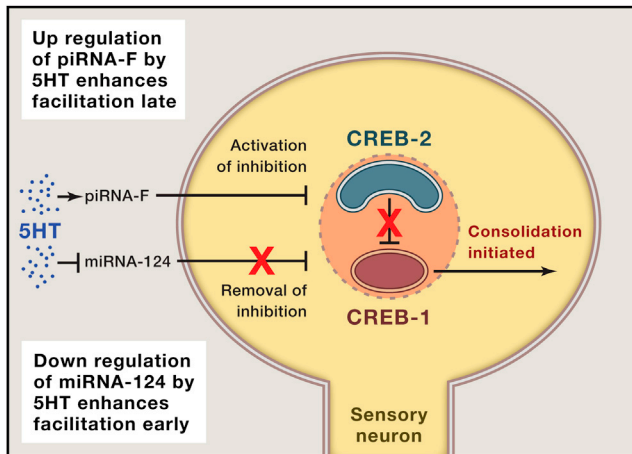 Up regulation
of piRNA-F by
5HT enhances
facilitation late
Activation
of inhibition
CREB-2
piRNA-F
5HT
X
Consolidation
initiated
miRNA-124
X
Removal of
inhibition
CREB-1
Down regulation
of miRNA-124 by
5HT enhances
facilitation early
Sensory
neuron